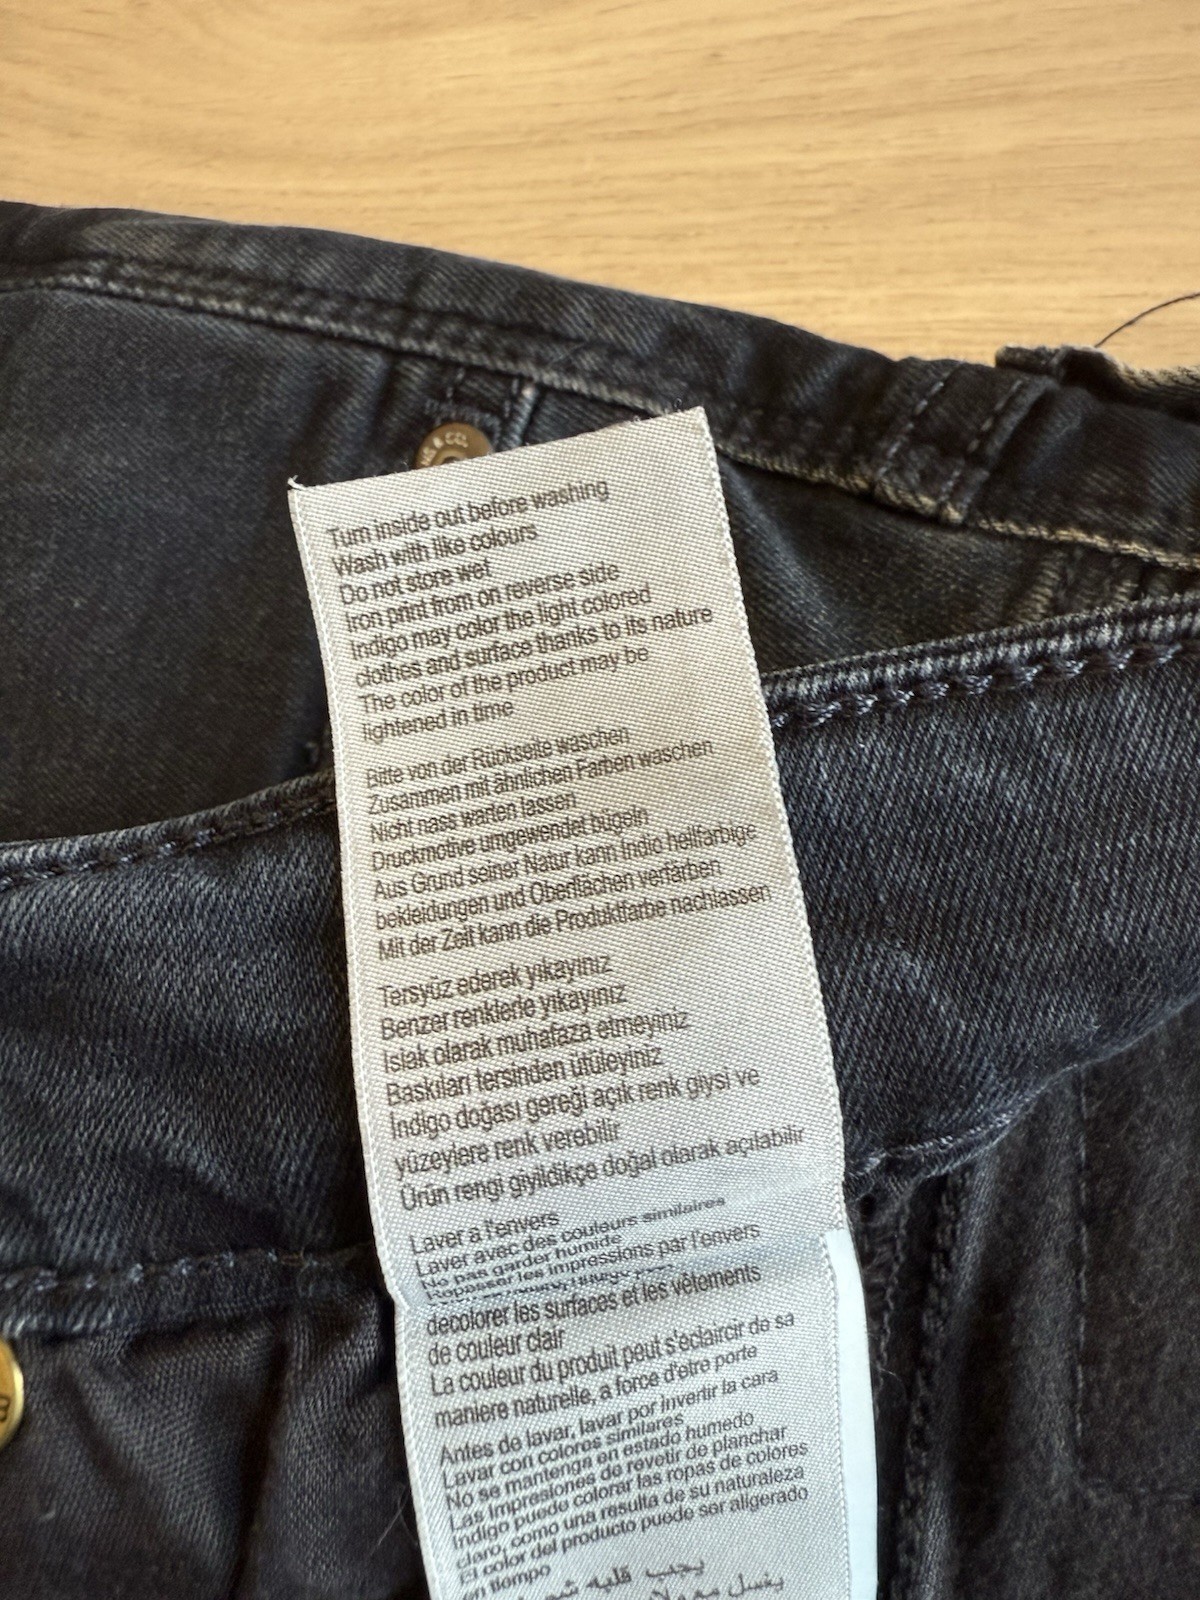 & CO.
Turn inside out before washing
Wash with like colours
Do not store wet
Iron print from on reverse side
Indigo may color the light colored
clothes and surface thanks to its nature
The color of the product may be
lightened in time
Bitte von der Rückseite waschen
Zusammen mit ähnlichen Farben waschen
Nicht nass warten lassen
Druckmotive umgewendet bügeln
Aus Grund seiner Natur kann Indio hellfarbige
bekleidungen und Oberflächen verfärben
Mit der Zeit kann die Produktfarbe nachlassen
Tersyüz ederek yıkayınız
Benzer renklerle yıkayınız
Islak olarak muhafaza etmeyiniz
Baskıları tersinden ütüleyiniz
İndigo doğası gereği açık renk giysi ve
yüzeylere renk verebilir
Ürün rengi giyildikçe doğal olarak açılabilir
Laver a l'envers
Laver avec des couleurs similaires
No pas garder humide
Ropasser les impressions par l'envers
decolorer les surfaces et les vêtements
de couleur clair
La couleur du produit peut s'eclaircir de sa
maniere naturelle, a force d'etre porte
Antes de lavar, lavar por invertir la cara
Lavar con colores similares
No se mantenga en estado humedo
Las Impresiones de revetir de planchar
Indigo puede colorar las ropas de colores
claro, como una resulta de su naturaleza
El color del producto puede ser aligerado
en tiempo
يجب قلبه
يغسل